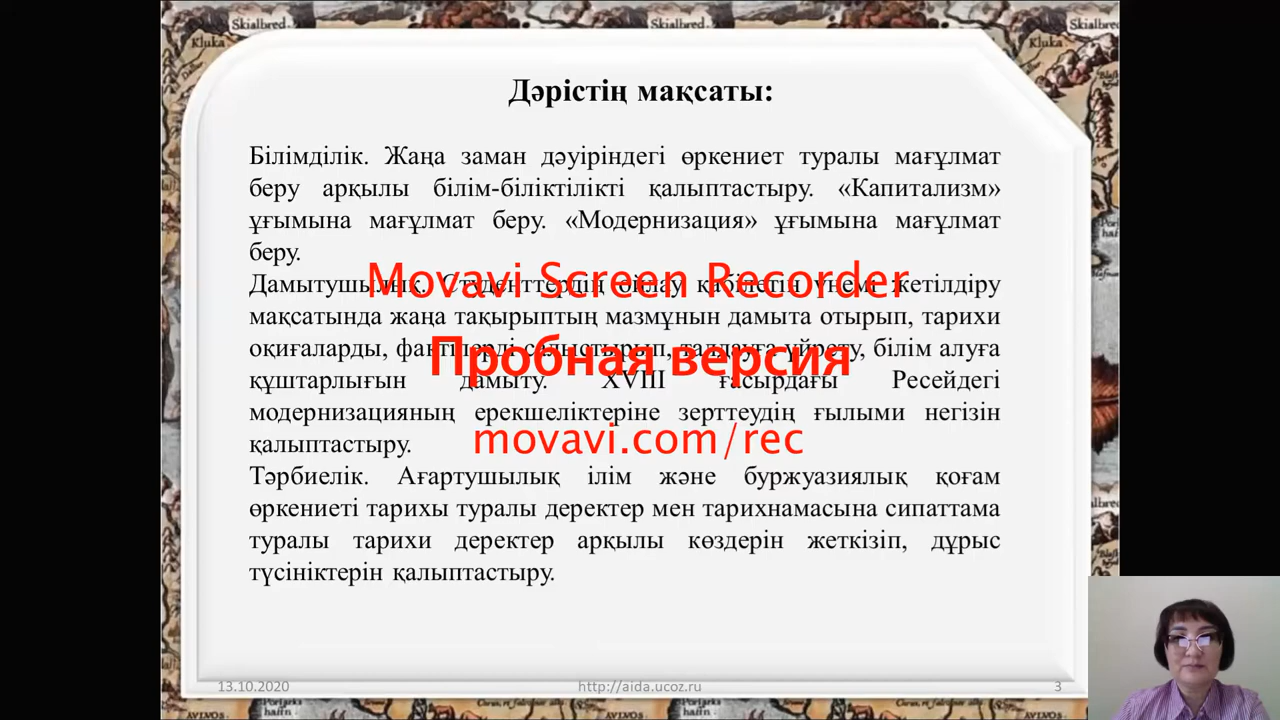 Skialbred.
Kluka
Дәрістің мақсаты:
Білімділік. Жаңа заман дәуіріндегі өркениет туралы мағұлмат
беру арқылы білім-біліктілікті қалыптастыру. «Капитализм»
ұғымына мағұлмат беру. «Модернизация» ұғымына мағұлмат
беру.
Movavi Screen Recorder
Дамытушылық. Студенттердің ойлау қабілетін үнемі жетілдіру
мақсатында жаңа тақырыптың мазмұнын дамыта отырып, тарихи
Пробная версия
оқиғаларды, фактілерді салыстырып, талдауға үйрету, білім алуға
құштарлығын дамыту. XVIII ғасырдағы Ресейдегі
модернизацияның ерекшеліктеріне зерттеудің ғылыми негізін
movavi.com/rec
қалыптастыру.
Тәрбиелік. Ағартушылық ілім және буржуазиялық қоғам
өркениеті тарихы туралы деректер мен тарихнамасына сипаттама
туралы тарихи деректер арқылы көздерін жеткізіп, дұрыс
түсініктерін қалыптастыру.
13.10.2020 http://aida.ucoz.ru 3